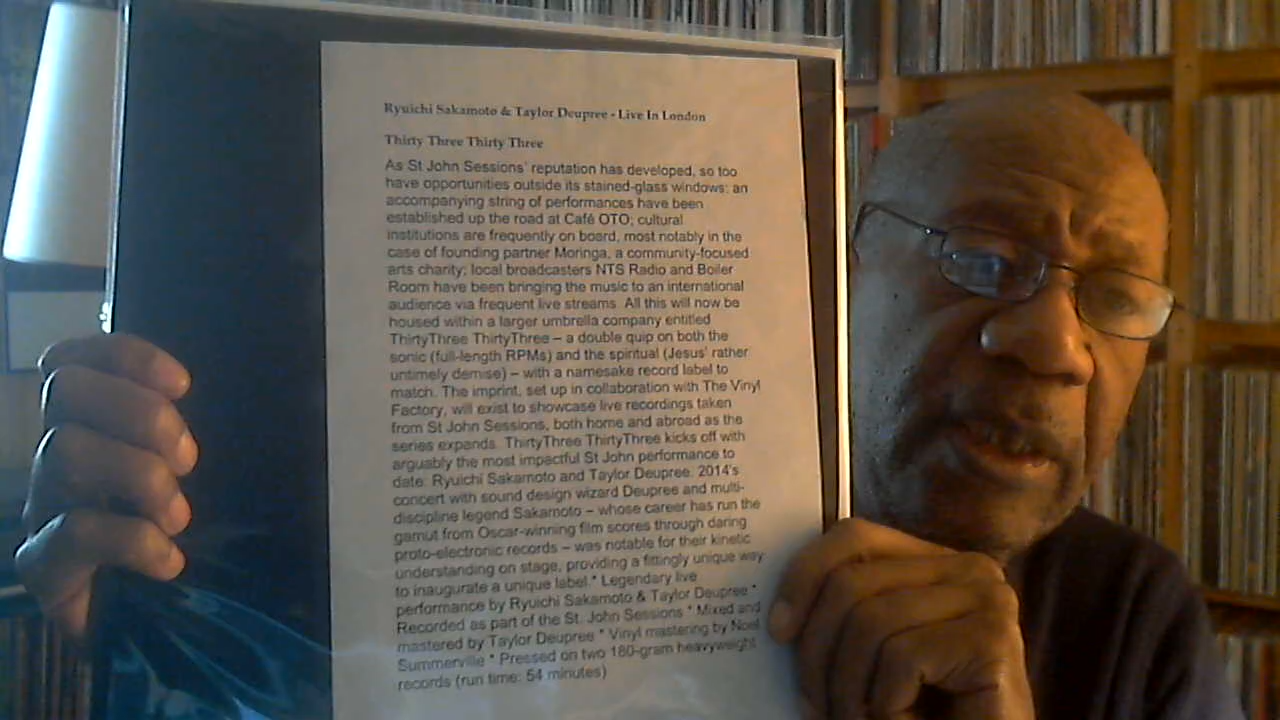 Ryuichi Sakamoto & Taylor Deupree - Live In London
Thirty Three Thirty Three
As St John Sessions' reputation has developed, so too
have opportunities outside its stained-glass windows: an
accompanying string of performances have been
established up the road at Café OTO; cultural
institutions are frequently on board, most notably in the
case of founding partner Moringa, a community-focused
arts charity; local broadcasters NTS Radio and Boiler
Room have been bringing the music to an international
audience via frequent live streams. All this will now be
housed within a larger umbrella company entitled
ThirtyThree ThirtyThree – a double quip on both the
sonic (full-length RPMs) and the spiritual (Jesus' rather
untimely demise) – with a namesake record label to
match. The imprint, set up in collaboration with The Vinyl
Factory, will exist to showcase live recordings taken
from St John Sessions, both home and abroad as the
series expands. ThirtyThree ThirtyThree kicks off with
arguably the most impactful St John performance to
date: Ryuichi Sakamoto and Taylor Deupree. 2014's
concert with sound design wizard Deupree and multi-
discipline legend Sakamoto – whose career has run the
gamut from Oscar-winning film scores through daring
proto-electronic records – was notable for their kinetic
understanding on stage, providing a fittingly unique way
to inaugurate a unique label.* Legendary live
performance by Ryuichi Sakamoto & Taylor Deupree *
Recorded as part of the St. John Sessions * Mixed and
mastered by Taylor Deupree * Vinyl mastering by Noel
Summerville * Pressed on two 180-gram heavyweight
records (run time: 54 minutes)